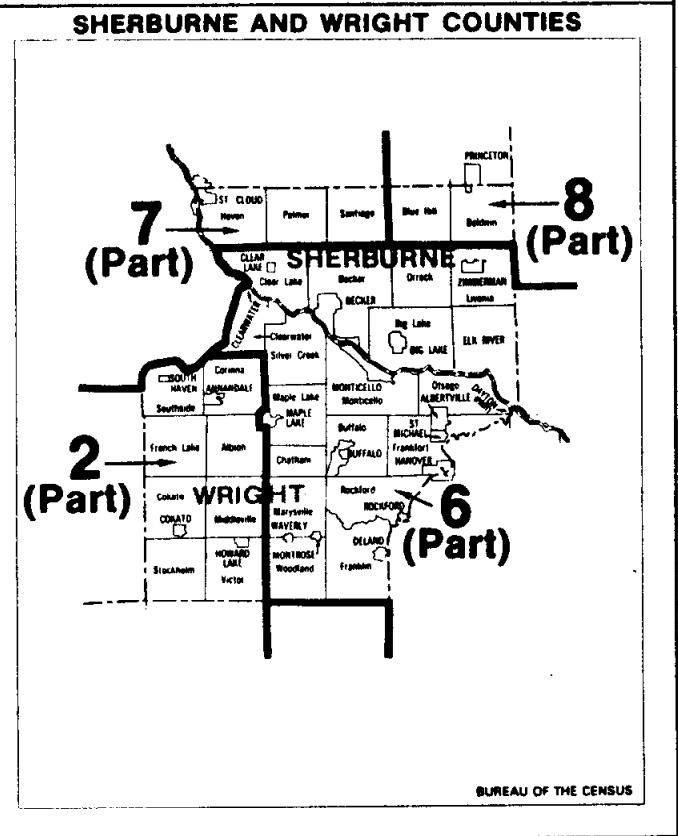 SHERBURNE AND WRIGHT COUNTIES
PRINCETON
ST CLOUD
7
(Part)
Haven
Palmer
Santiago
Blue Hill
Baldwin
8
(Part)
CLEAR
LAKE
SHERBURNE
Clear Lake
Becker
Orrock
ZIMMERMAN
Livonia
BECKER
CLEARWATER
Clearwater
Big Lake
BIG LAKE
ELK RIVER
Silver Creek
Corinna
SOUTH
HAVEN
ANNANDALE
Southside
Maple Lake
MAPLE
LAKE
MONTICELLO
Monticello
Otsego
ALBERTVILLE
DAYTON
(PART)
French Lake
Albion
Buffalo
ST
MICHAEL
Frankfort
HANOVER
Chatham
BUFFALO
2
(Part)
WRIGHT
Cokato
COKATO
Middleville
Marysville
WAVERLY
Rockford
ROCKFORD
6
(Part)
Stockholm
HOWARD
LAKE
Victor
MONTROSE
Woodland
DELANO
Franklin
BUREAU OF THE CENSUS